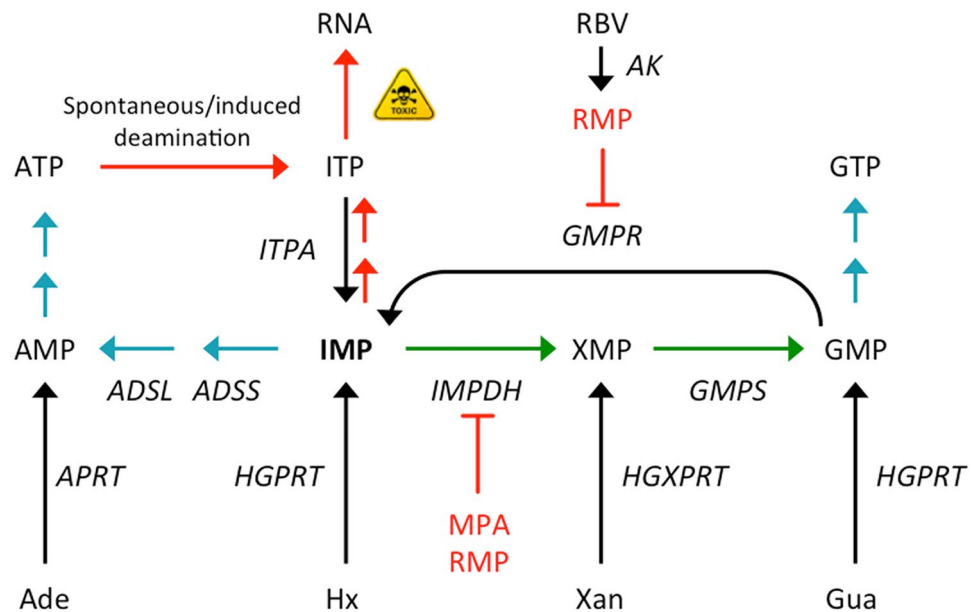 RNA
RBV
AK
TOXIC
Spontaneous/induced
deamination
RMP
ATP
ITP
GTP
ITPA
GMPR
AMP
IMP
XMP
GMP
ADSL
ADSS
IMPDH
GMPS
APRT
HGPRT
HGXPRT
HGPRT
MPA
RMP
Ade
Hx
Xan
Gua